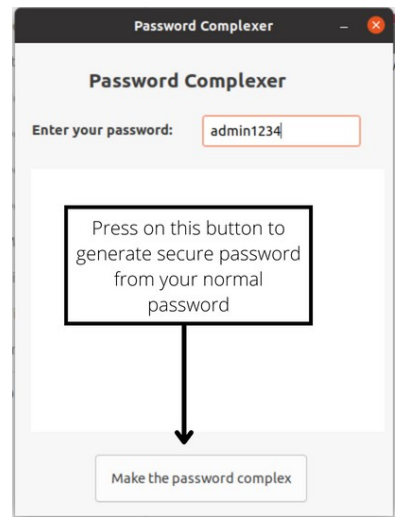 Password Complexer
Password Complexer
Enter your password: admin1234
Press on this button to
generate secure password
from your normal
password
Make the password complex